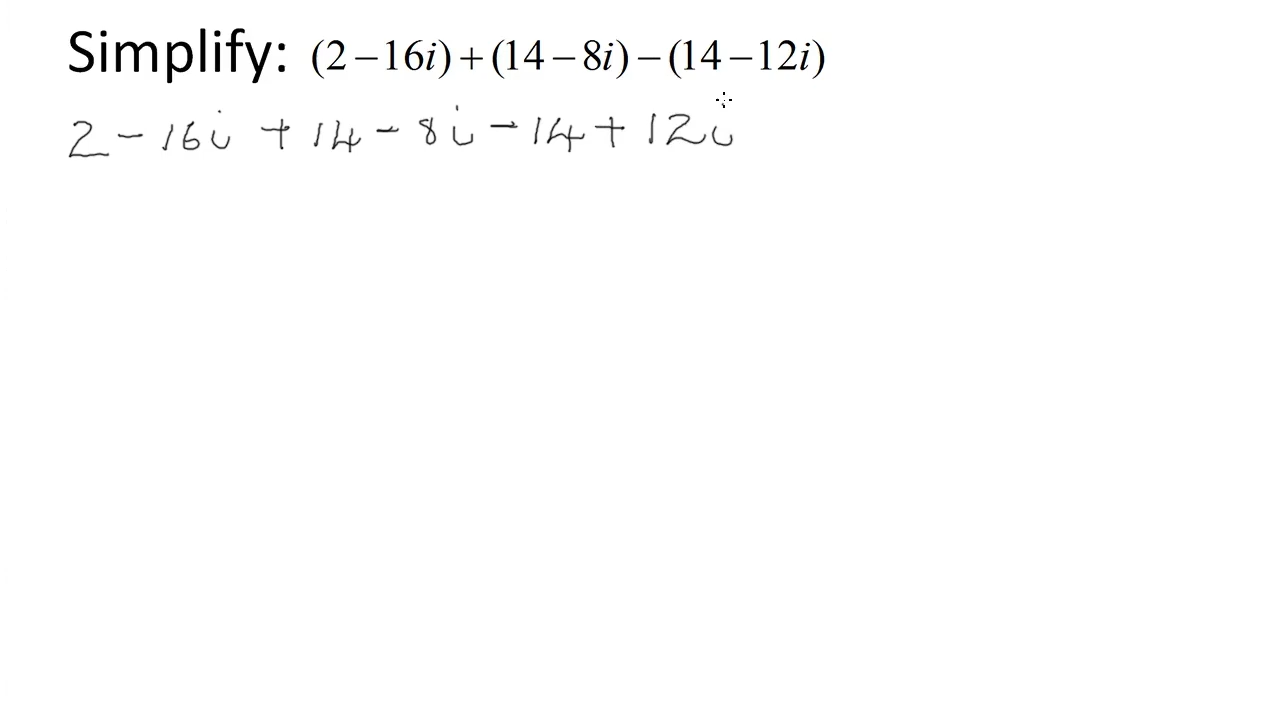 Simplify: (2−16i)+(14−8i)−(14−12i)
2 − 16i + 14 − 8i − 14 + 12i